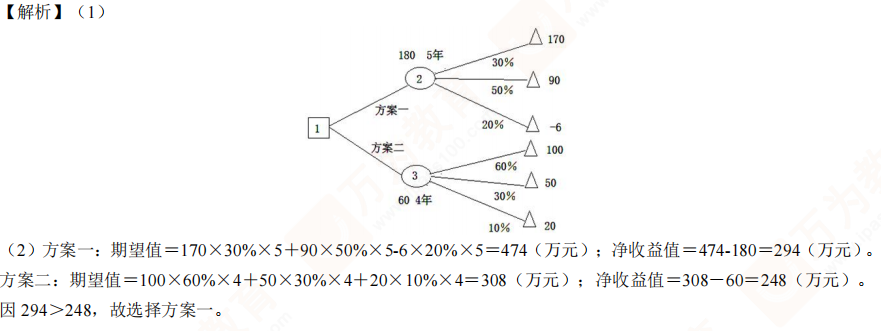 【解析】（1）
170
180 5年
30%
2
90
50%
方案一
20%
-6
1
100
方案二
60%
3
50
30%
60 4年
10%
20
（2）方案一：期望值＝170×30%×5＋90×50%×5-6×20%×5＝474（万元）；净收益值＝474-180＝294（万元）。
方案二：期望值＝100×60%×4＋50×30%×4＋20×10%×4＝308（万元）；净收益值＝308－60＝248（万元）。
因 294＞248，故选择方案一。